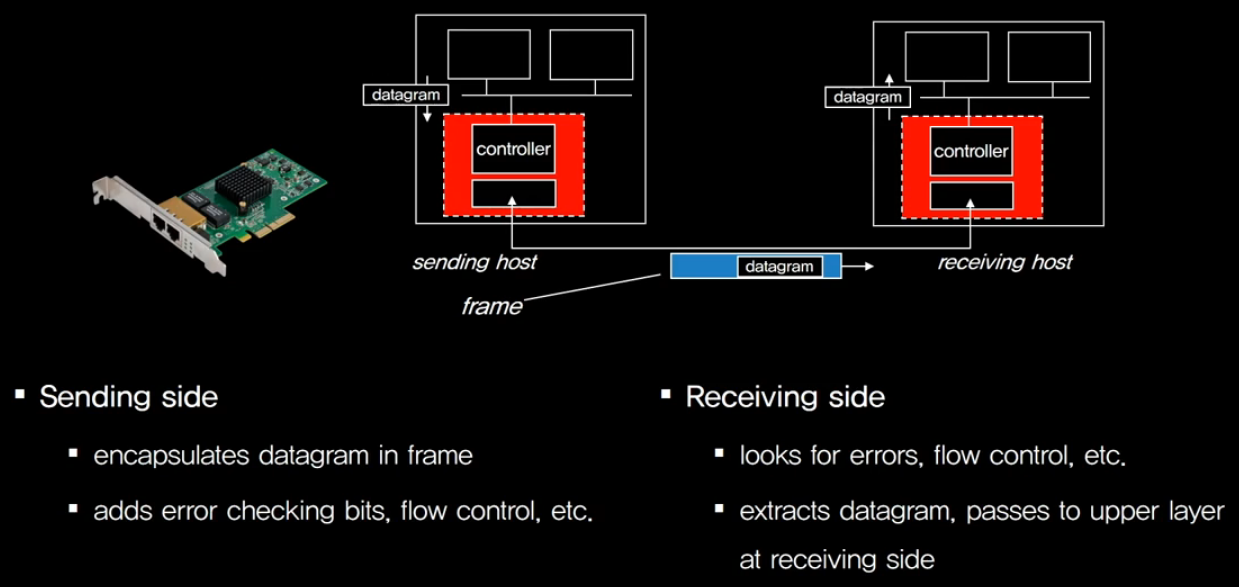 datagram
datagram
controller
controller
sending host
datagram
receiving host
frame
▪ Sending side
▪ encapsulates datagram in frame
▪ adds error checking bits, flow control, etc.
▪ Receiving side
▪ looks for errors, flow control, etc.
▪ extracts datagram, passes to upper layer
at receiving side